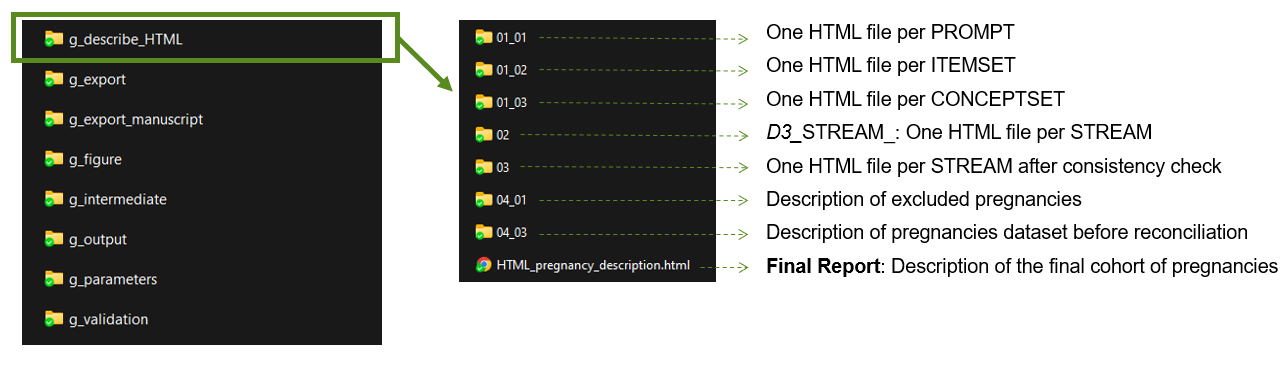 g_describe_HTML
g_export
g_export_manuscript
g_figure
g_intermediate
g_output
g_parameters
g_validation
01_01 One HTML file per PROMPT
01_02 One HTML file per ITEMSET
01_03 One HTML file per CONCEPTSET
02 D3_STREAM_: One HTML file per STREAM
03 One HTML file per STREAM after consistency check
04_01 Description of excluded pregnancies
04_03 Description of pregnancies dataset before reconciliation
HTML_pregnancy_description.html Final Report: Description of the final cohort of pregnancies